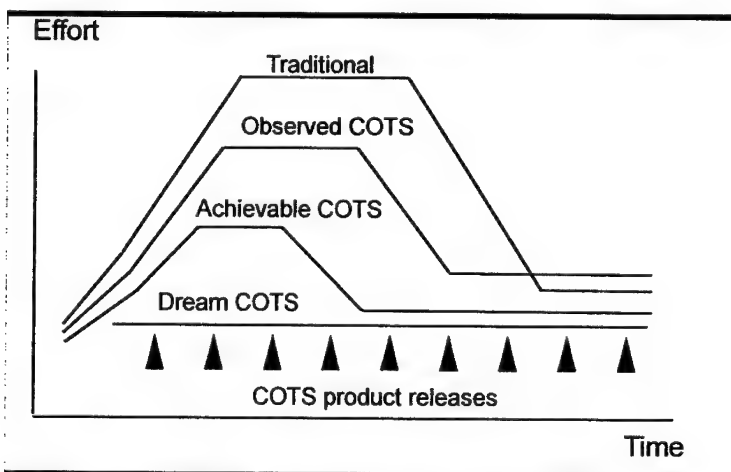 Effort
Traditional
Observed COTS
Achievable COTS
Dream COTS
COTS product releases
Time